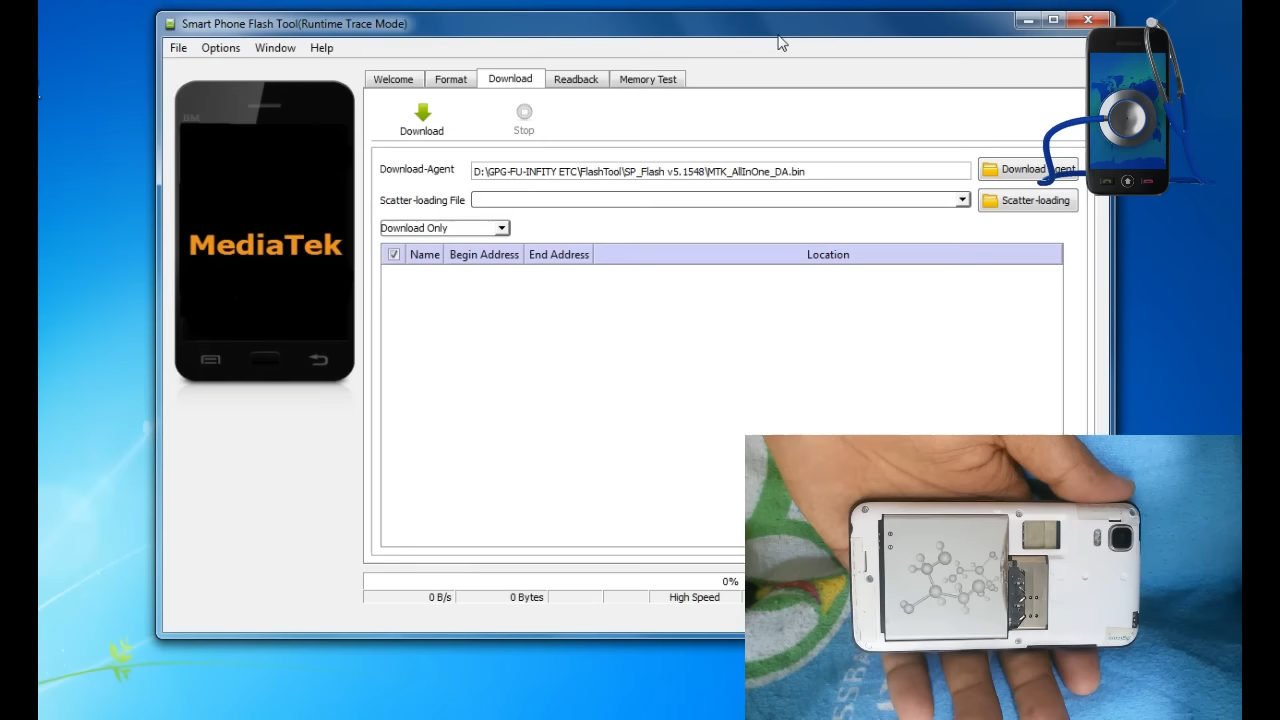 Smart Phone Flash Tool(Runtime Trace Mode)
File Options Window Help
Welcome Format Download Readback Memory Test
Download Stop
Download-Agent D:\GPG-FU-INFITY ETC\FlashTool\SP_Flash v5.1548\MTK_AllInOne_DA.bin Download Agent
Scatter-loading File Scatter-loading
Download Only
Name Begin Address End Address Location
BM
MediaTek
0%
0 B/s 0 Bytes High Speed